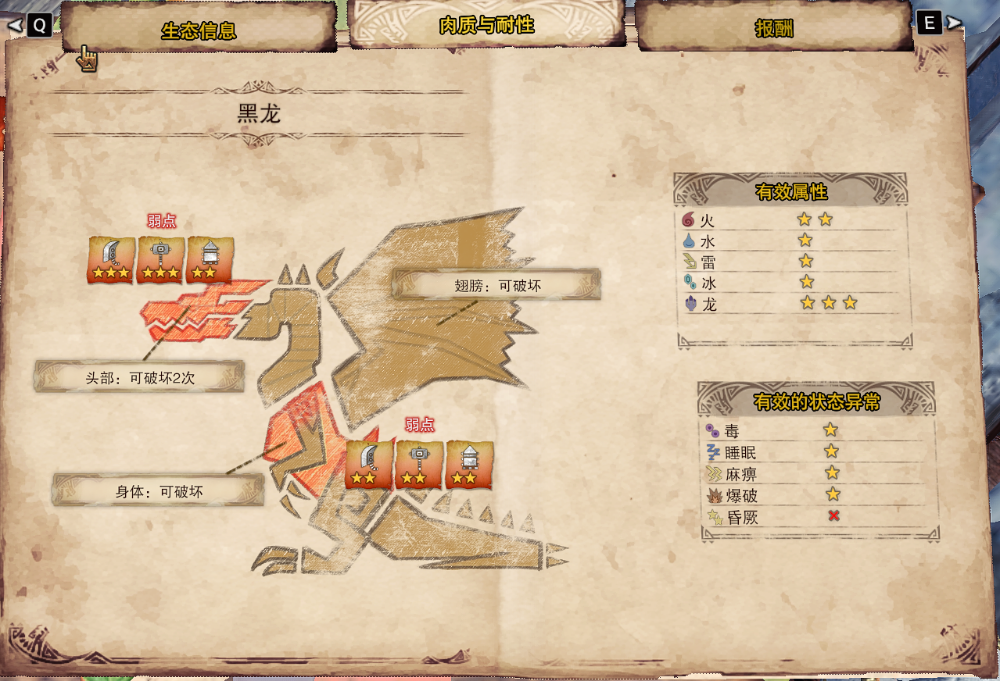 Q
生态信息
肉质与耐性
报酬
E
黑龙
弱点
翅膀：可破坏
头部：可破坏2次
弱点
身体：可破坏
有效属性
火
水
雷
冰
龙
有效的状态异常
毒
睡眠
麻痹
爆破
昏厥